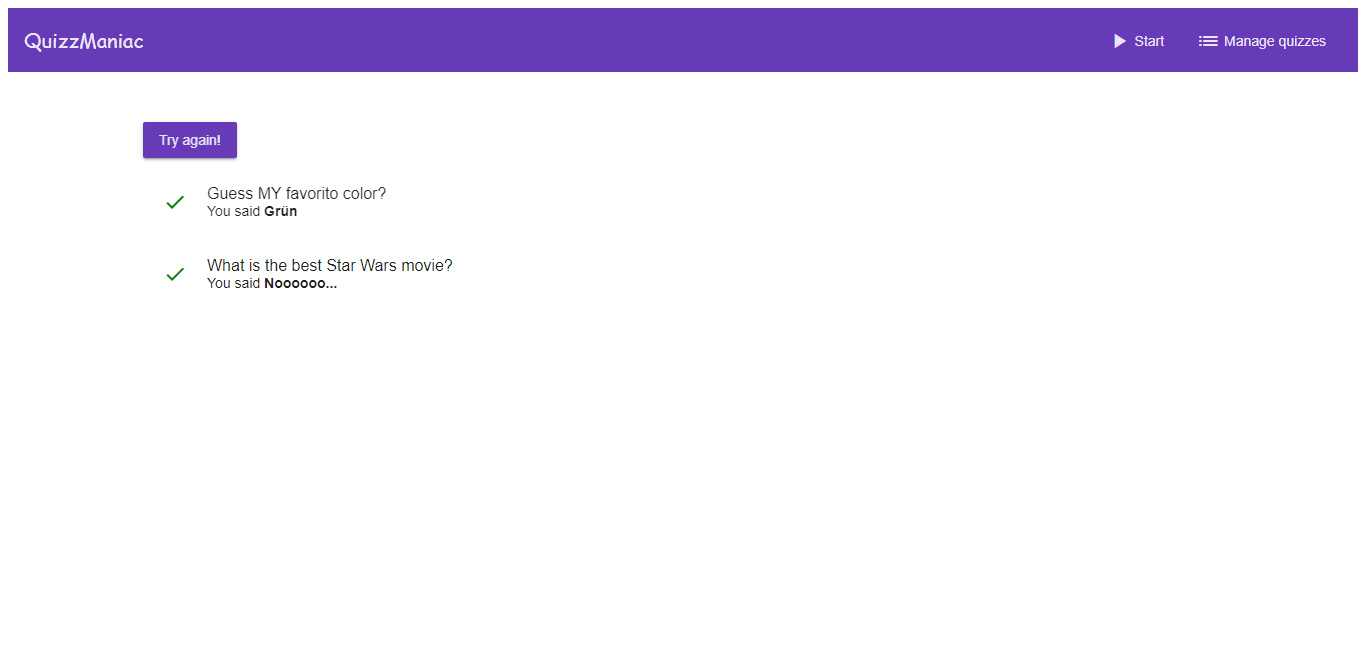 QuizzManiac
Start
Manage quizzes
Try again!
Guess MY favorito color?
You said Grün
What is the best Star Wars movie?
You said Noooooo...